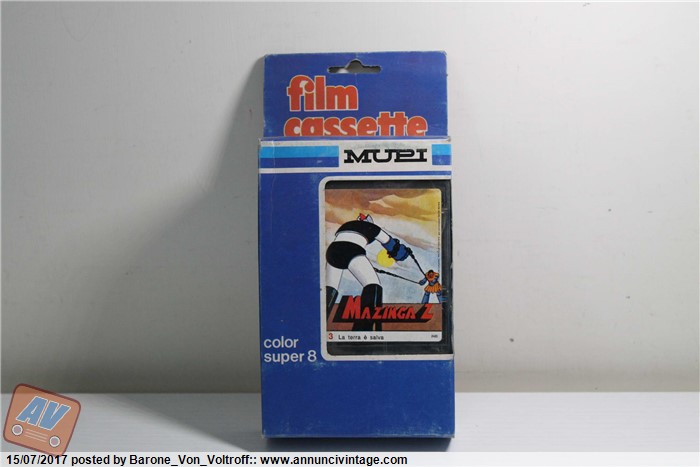 film
cassette
MUPI
MAZINGA Z
3 La terra è salva
color
super 8
AV
15/07/2017 posted by Barone_Von_Voltroff:: www.annuncivintage.com